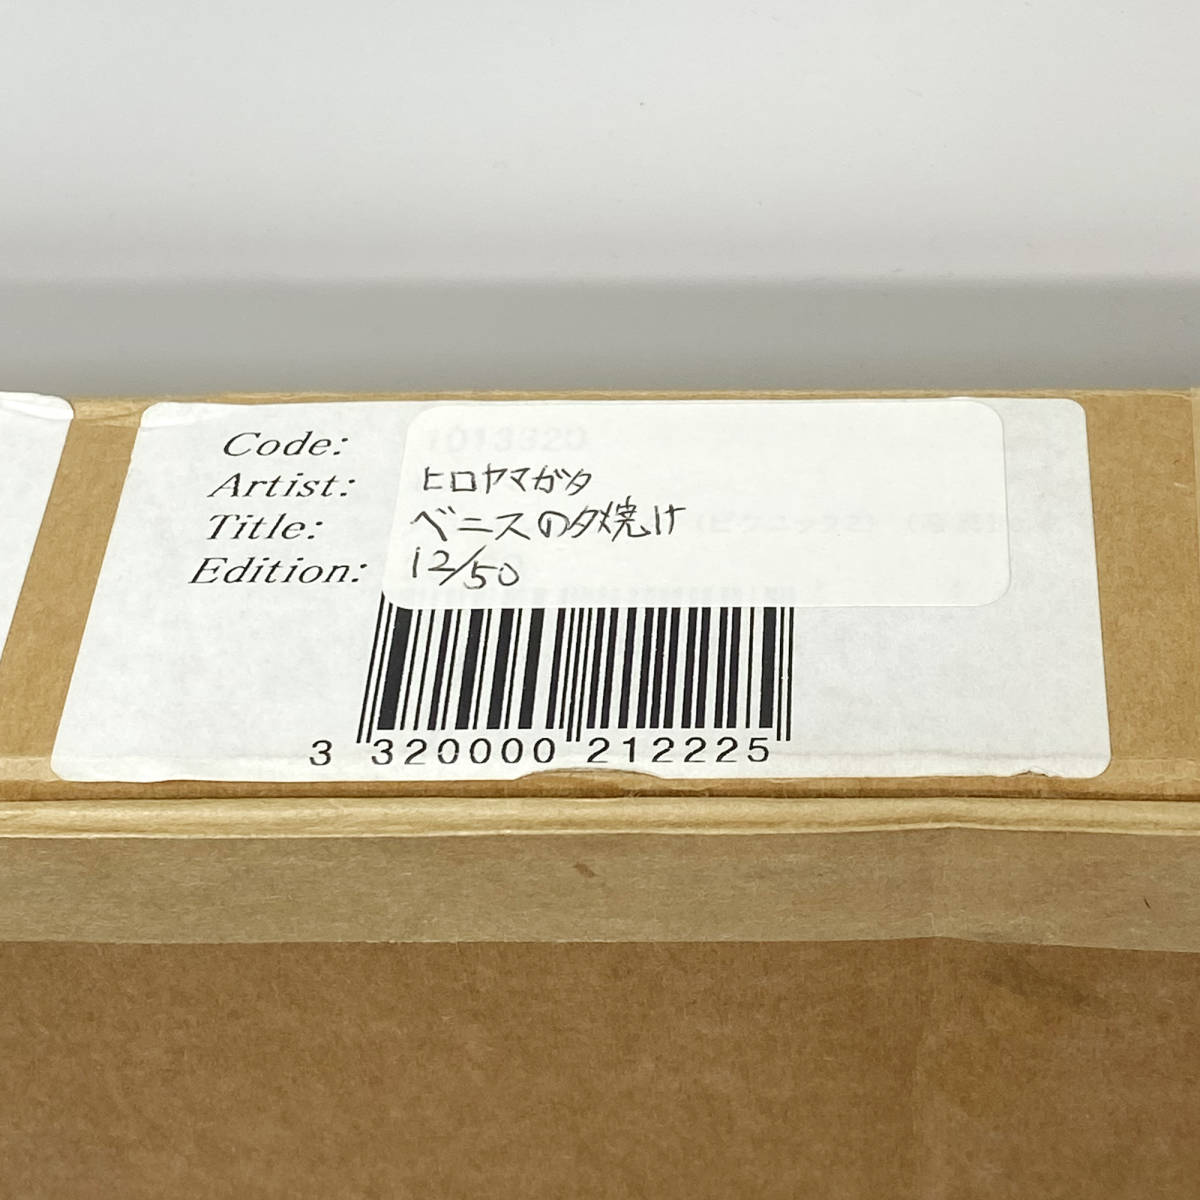 Code: 1013320
Artist: ヒロヤマガタ
Title: ベニスの夕焼け
Edition: 12/50
3 320000 212225